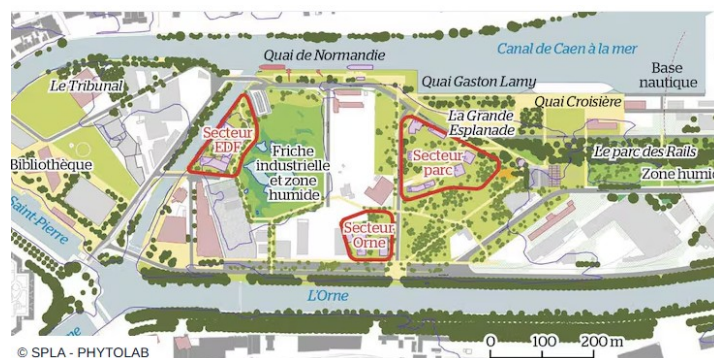 Quai de Normandie
Canal de Caen à la mer
Le Tribunal
Quai Gaston Lamy
Base
nautique
Quai Croisière
La Grande
Esplanade
Secteur
EDF
Secteur
parc
Friche
industrielle
et zone
humide
Bibliothèque
Le parc des Rails
Zone humi
Saint-Pierre
Secteur
Orne
L'Orne
0 100 200 m
© SPLA - PHYTOLAB